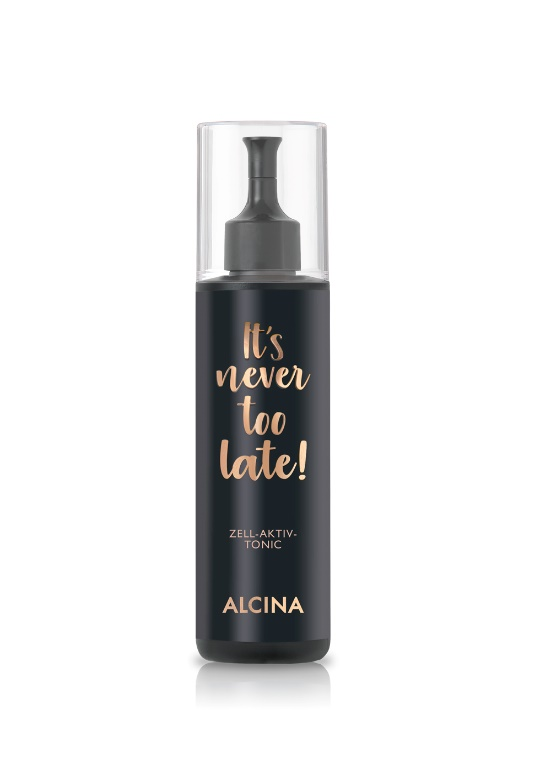 It's
never
too
late!
ZELL-AKTIV-
TONIC
ALCINA